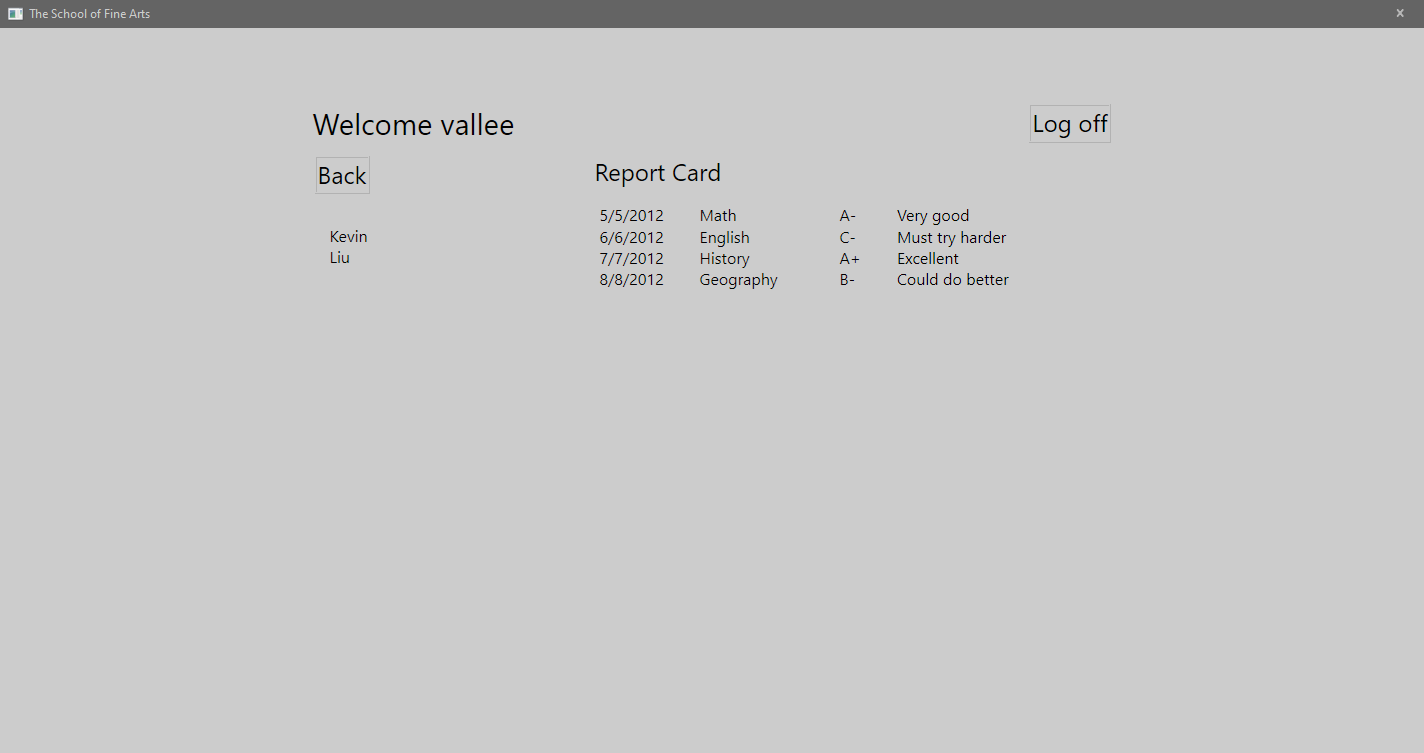 The School of Fine Arts
Welcome vallee
Log off
Back
Report Card
Kevin
Liu
5/5/2012 Math A- Very good
6/6/2012 English C- Must try harder
7/7/2012 History A+ Excellent
8/8/2012 Geography B- Could do better